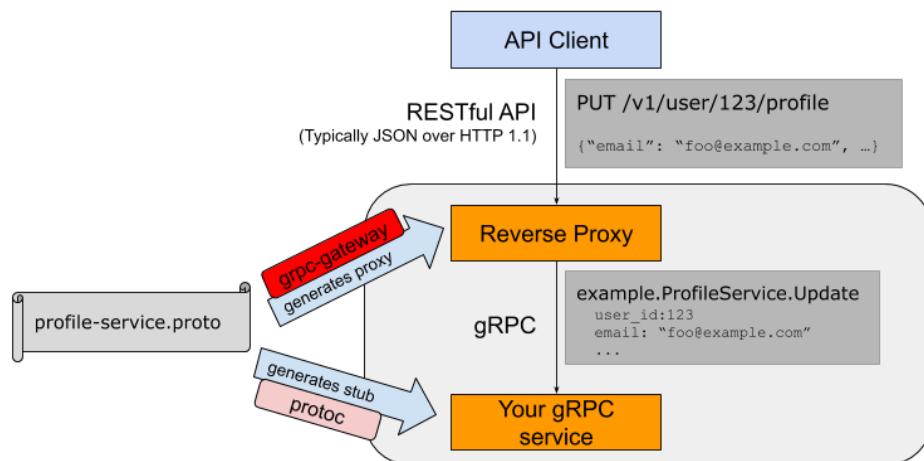 API Client
RESTful API
(Typically JSON over HTTP 1.1)
PUT /v1/user/123/profile
{“email”: “foo@example.com”, …}
grpc-gateway
generates proxy
Reverse Proxy
profile-service.proto
gRPC
example.ProfileService.Update
user_id:123
email: “foo@example.com”
...
generates stub
protoc
Your gRPC
service